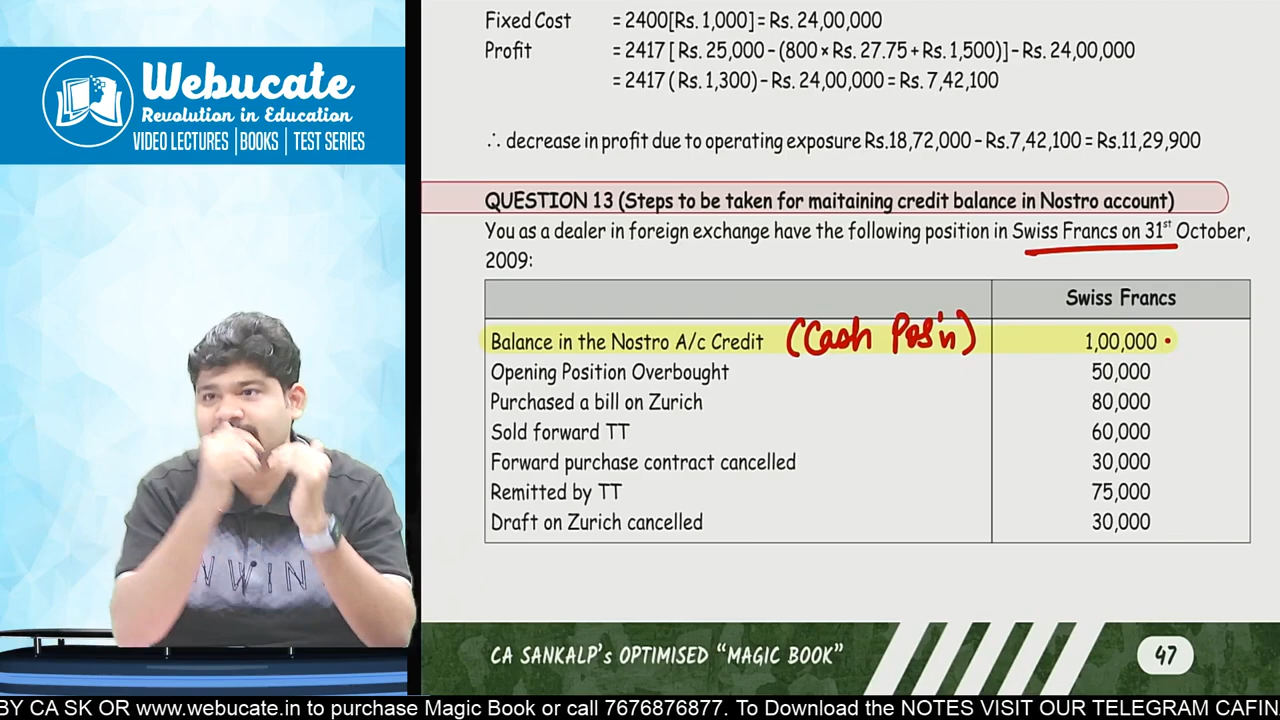 Webucate
Revolution in Education
VIDEO LECTURES | BOOKS | TEST SERIES
Fixed Cost = 2400[Rs. 1,000] = Rs. 24,00,000
Profit = 2417 [ Rs. 25,000 – (800 × Rs. 27.75 + Rs. 1,500)] – Rs. 24,00,000
= 2417 ( Rs. 1,300) – Rs. 24,00,000 = Rs. 7,42,100
∴ decrease in profit due to operating exposure Rs.18,72,000 – Rs.7,42,100 = Rs.11,29,900
QUESTION 13 (Steps to be taken for maitaining credit balance in Nostro account)
You as a dealer in foreign exchange have the following position in Swiss Francs on 31st October,
2009:
Swiss Francs
Balance in the Nostro A/c Credit (Cash Pos'n) 1,00,000
Opening Position Overbought 50,000
Purchased a bill on Zurich 80,000
Sold forward TT 60,000
Forward purchase contract cancelled 30,000
Remitted by TT 75,000
Draft on Zurich cancelled 30,000
CA SANKALP's OPTIMISED "MAGIC BOOK" 47
BY CA SK OR www.webucate.in to purchase Magic Book or call 7676876877. To Download the NOTES VISIT OUR TELEGRAM CAFIN